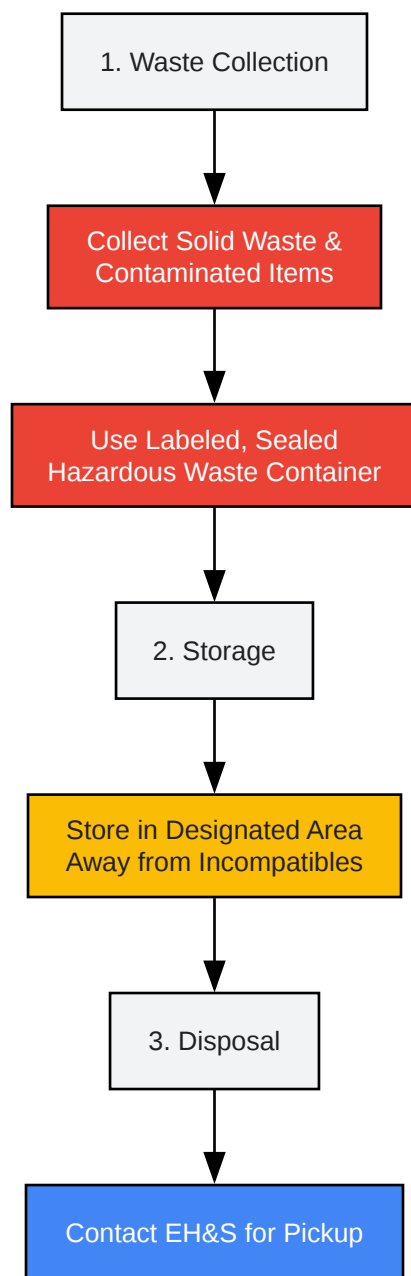 1. Waste Collection
Collect Solid Waste &
Contaminated Items
Use Labeled, Sealed
Hazardous Waste Container
2. Storage
Store in Designated Area
Away from Incompatibles
3. Disposal
Contact EH&S for Pickup